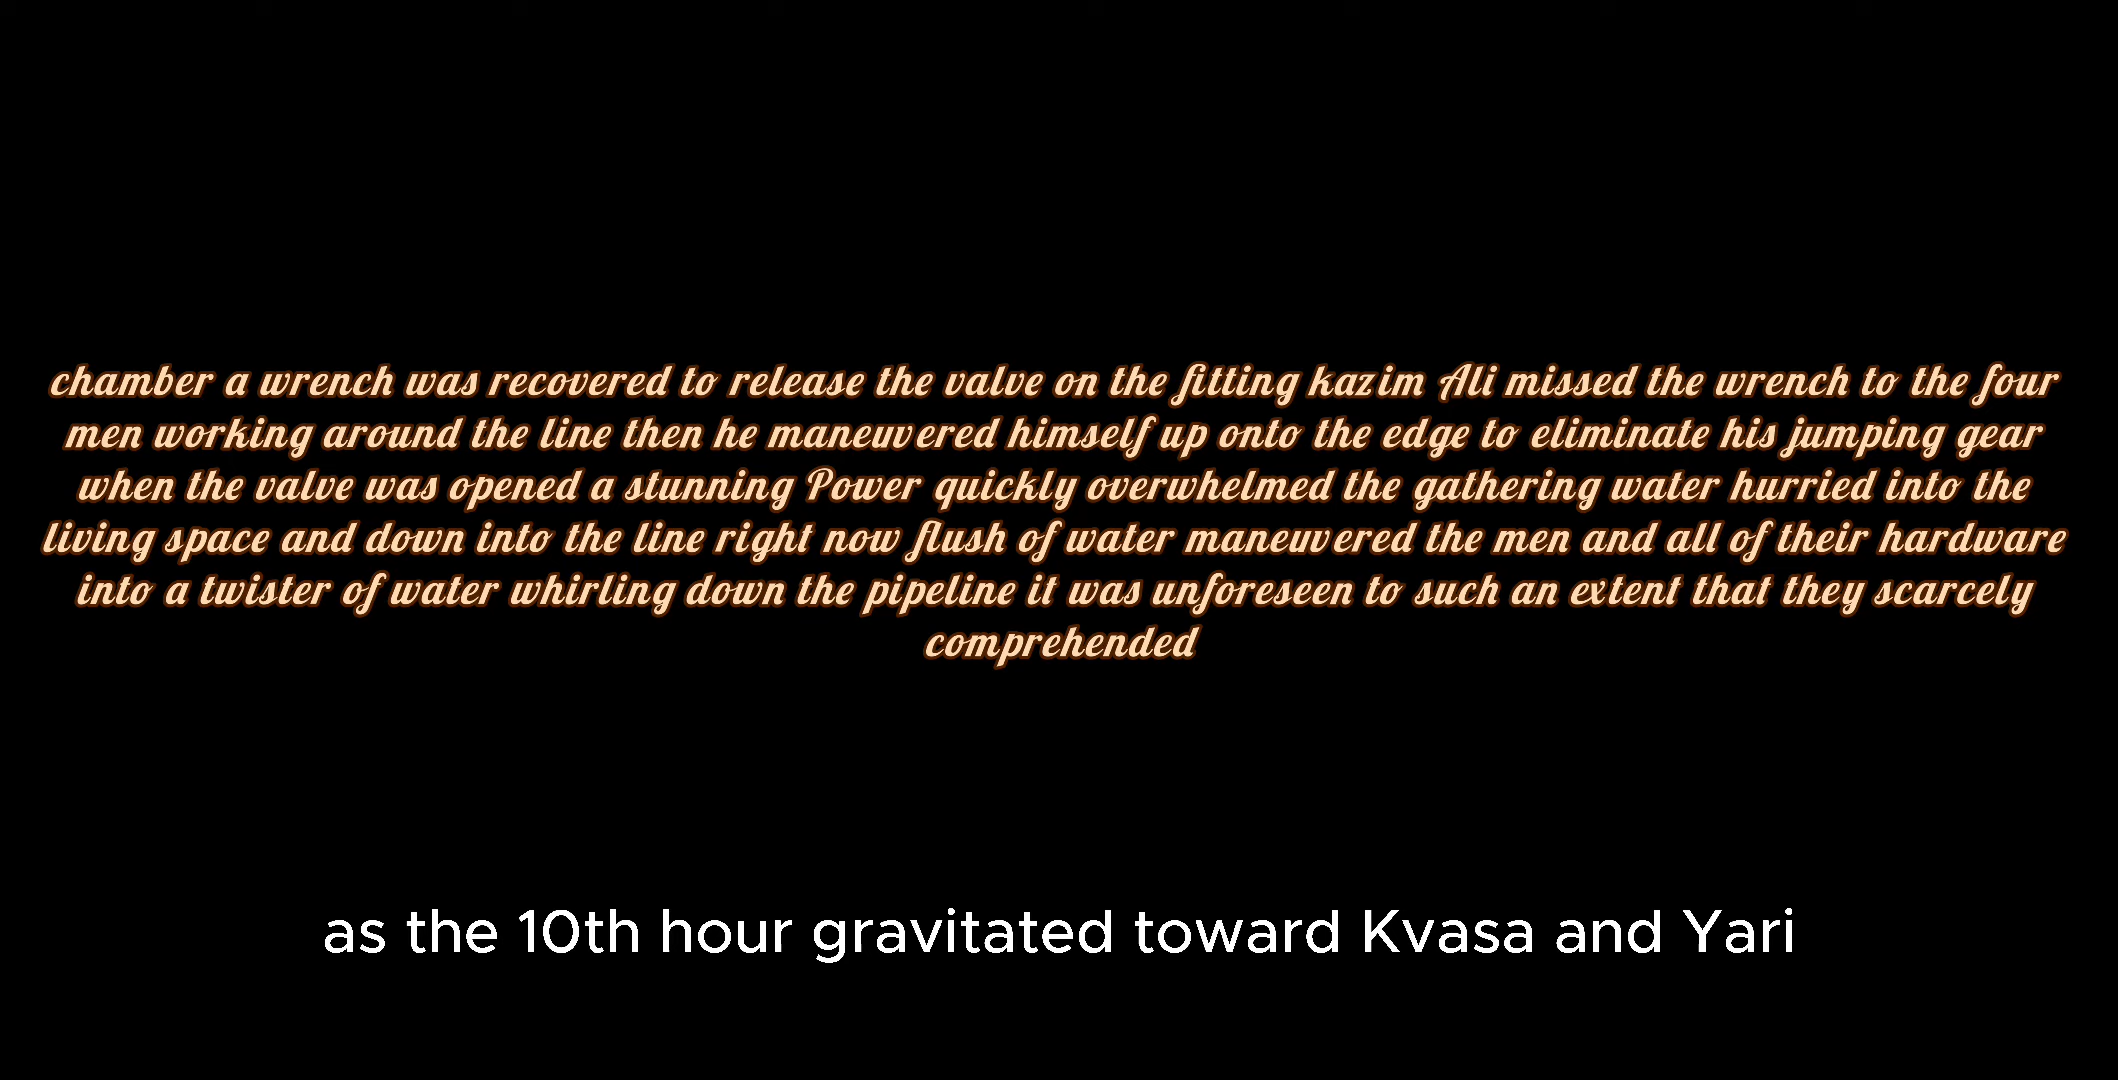 chamber a wrench was recovered to release the valve on the fitting kazim Ali missed the wrench to the four
men working around the line then he maneuvered himself up onto the edge to eliminate his jumping gear
when the valve was opened a stunning Power quickly overwhelmed the gathering water hurried into the
living space and down into the line right now flush of water maneuvered the men and all of their hardware
into a twister of water whirling down the pipeline it was unforeseen to such an extent that they scarcely
comprehended
as the 10th hour gravitated toward Kvasa and Yari